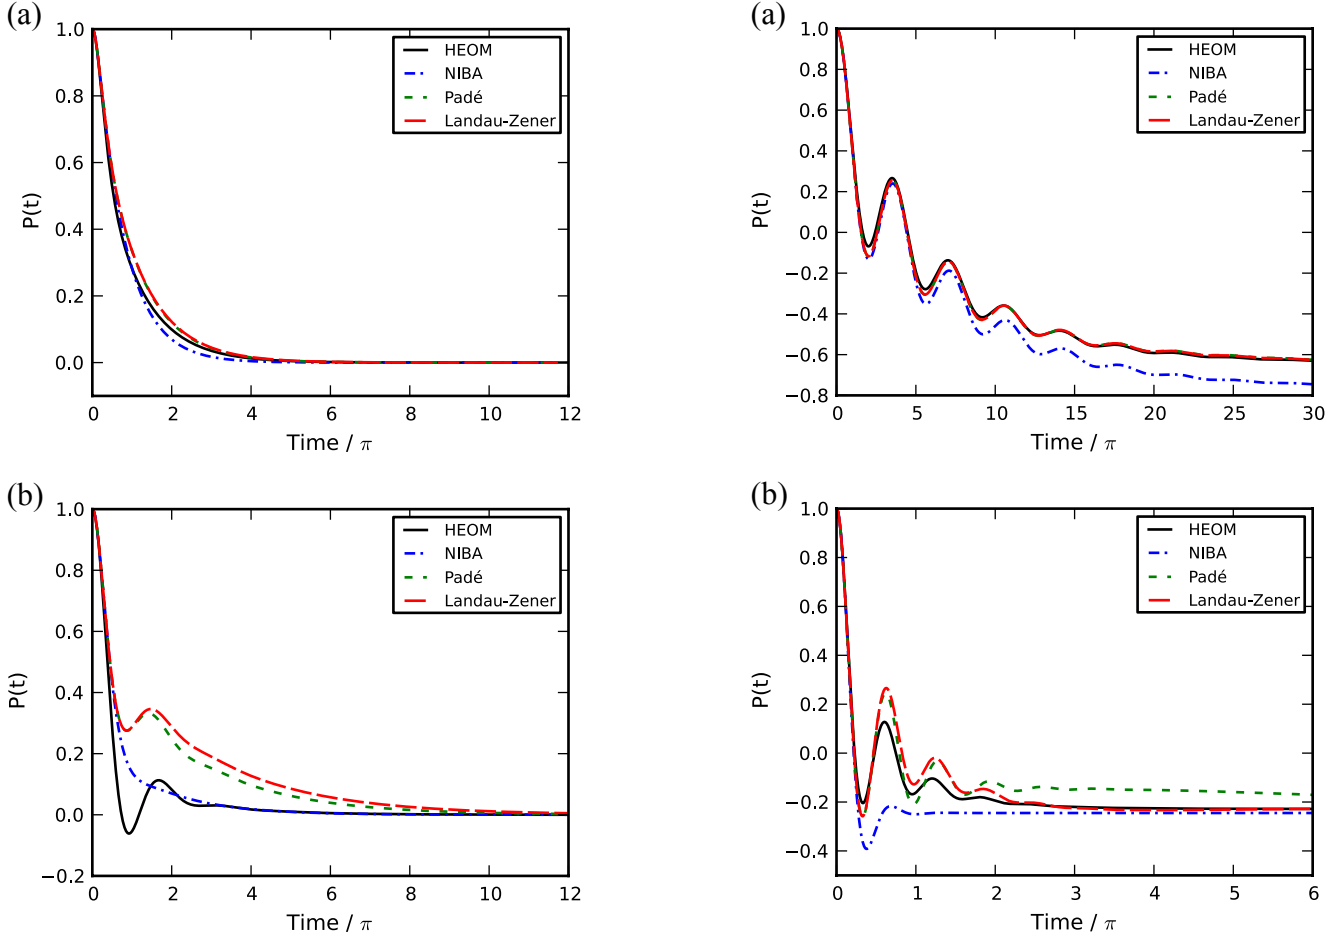 (a)
1.0
0.8
0.6
0.4
0.2
0.0
P(t)
HEOM
NIBA
Padé
Landau-Zener
0 2 4 6 8 10 12
Time / π
(a)
1.0
0.8
0.6
0.4
0.2
0.0
−0.2
−0.4
−0.6
−0.8
P(t)
HEOM
NIBA
Padé
Landau-Zener
0 5 10 15 20 25 30
Time / π
(b)
1.0
0.8
0.6
0.4
0.2
0.0
−0.2
P(t)
HEOM
NIBA
Padé
Landau-Zener
0 2 4 6 8 10 12
Time / π
(b)
1.0
0.8
0.6
0.4
0.2
0.0
−0.2
−0.4
P(t)
HEOM
NIBA
Padé
Landau-Zener
0 1 2 3 4 5 6
Time / π